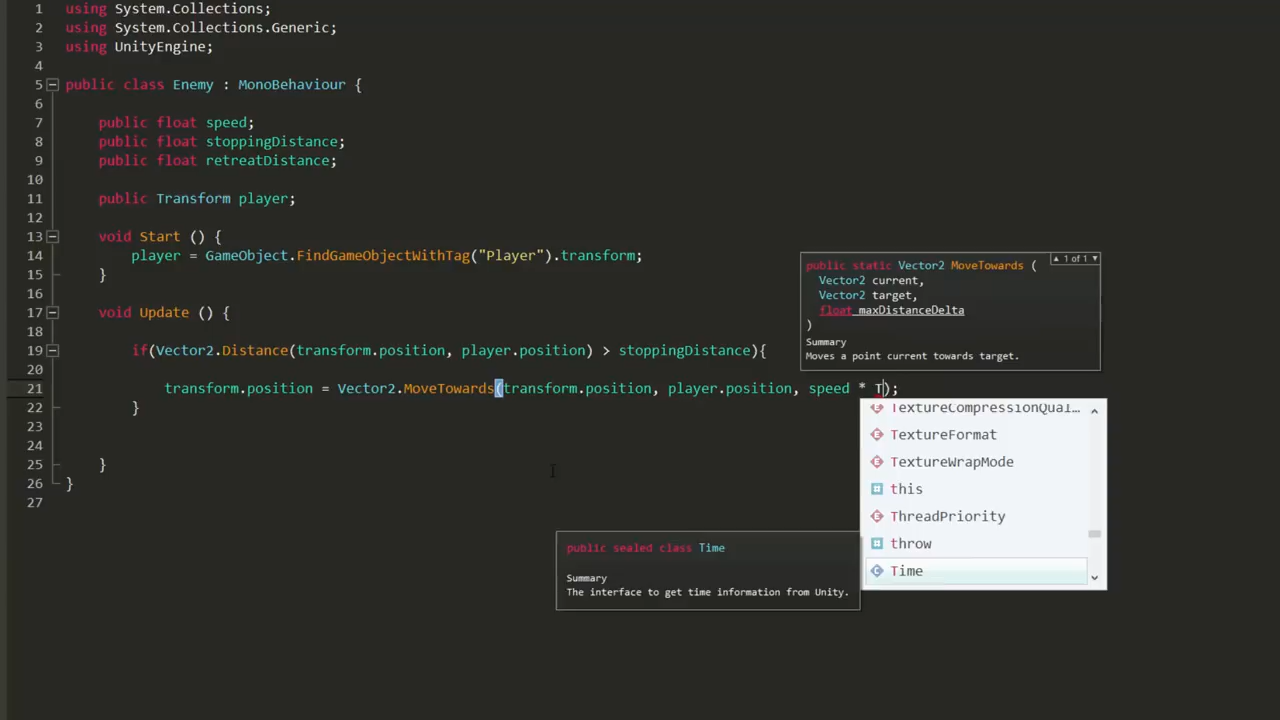 1 using System.Collections;
2 using System.Collections.Generic;
3 using UnityEngine;
4
5 public class Enemy : MonoBehaviour {
6
7 public float speed;
8 public float stoppingDistance;
9 public float retreatDistance;
10
11 public Transform player;
12
13 void Start () {
14 player = GameObject.FindGameObjectWithTag("Player").transform;
15 }
16
17 void Update () {
18
19 if(Vector2.Distance(transform.position, player.position) > stoppingDistance){
20
21 transform.position = Vector2.MoveTowards(transform.position, player.position, speed * T);
22 }
23
24
25 }
26 }
27
public static Vector2 MoveTowards (
▲ 1 of 1 ▼
Vector2 current,
Vector2 target,
float maxDistanceDelta
)
Summary
Moves a point current towards target.
TextureCompressionQual…
TextureFormat
TextureWrapMode
this
ThreadPriority
throw
Time
public sealed class Time
Summary
The interface to get time information from Unity.